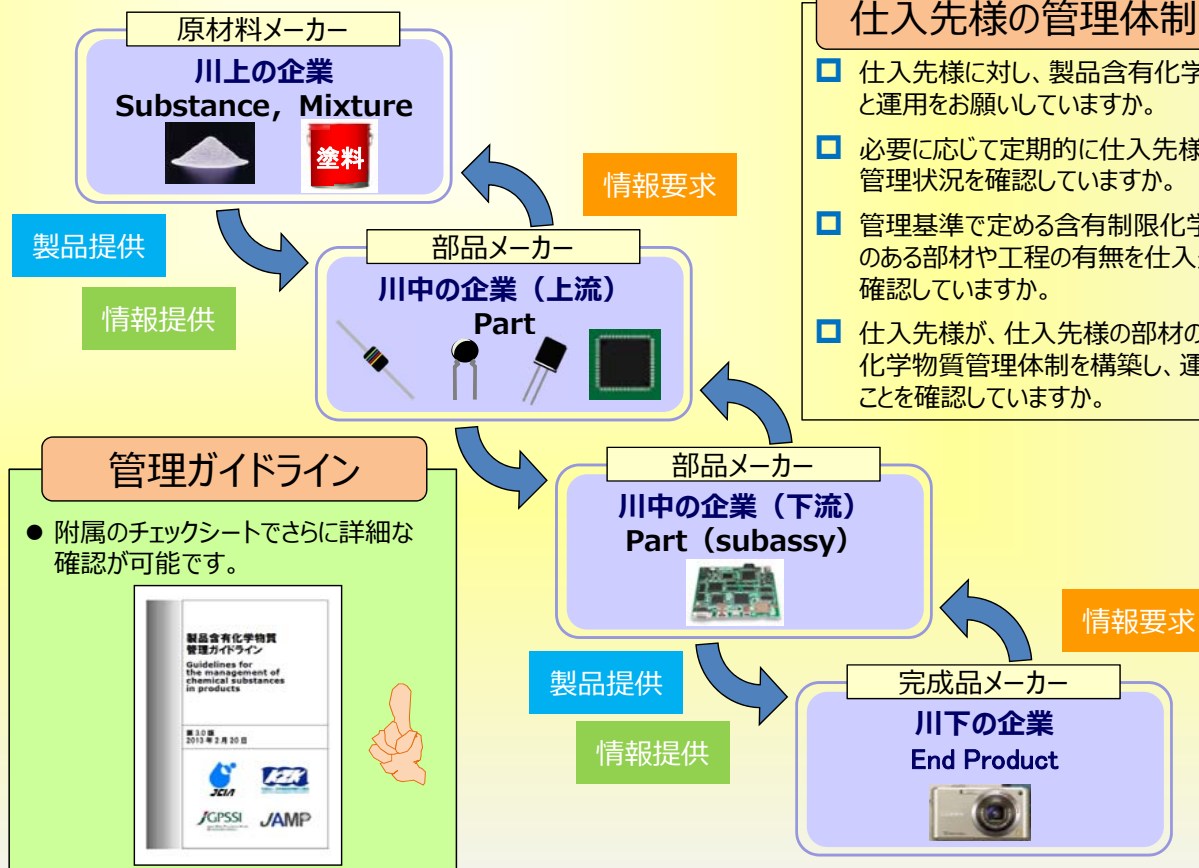 原材料メーカー
川上の企業
Substance, Mixture
塗料
情報要求
製品提供
情報提供
部品メーカー
川中の企業（上流）
Part
部品メーカー
川中の企業（下流）
Part（subassy）
情報要求
製品提供
情報提供
完成品メーカー
川下の企業
End Product
仕入先様の管理体制
仕入先様に対し、製品含有化学
と運用をお願いしていますか。
必要に応じて定期的に仕入先様
管理状況を確認していますか。
管理基準で定める含有制限化学
のある部材や工程の有無を仕入
確認していますか。
仕入先様が、仕入先様の部材の
化学物質管理体制を構築し、運
ことを確認していますか。
管理ガイドライン
● 附属のチェックシートでさらに詳細な
確認が可能です。
製品含有化学物質
管理ガイドライン
Guidelines for
the management of
chemical substances
in products
第3.0版
2013年2月20日
JCIA
JGPSSI
JAMP